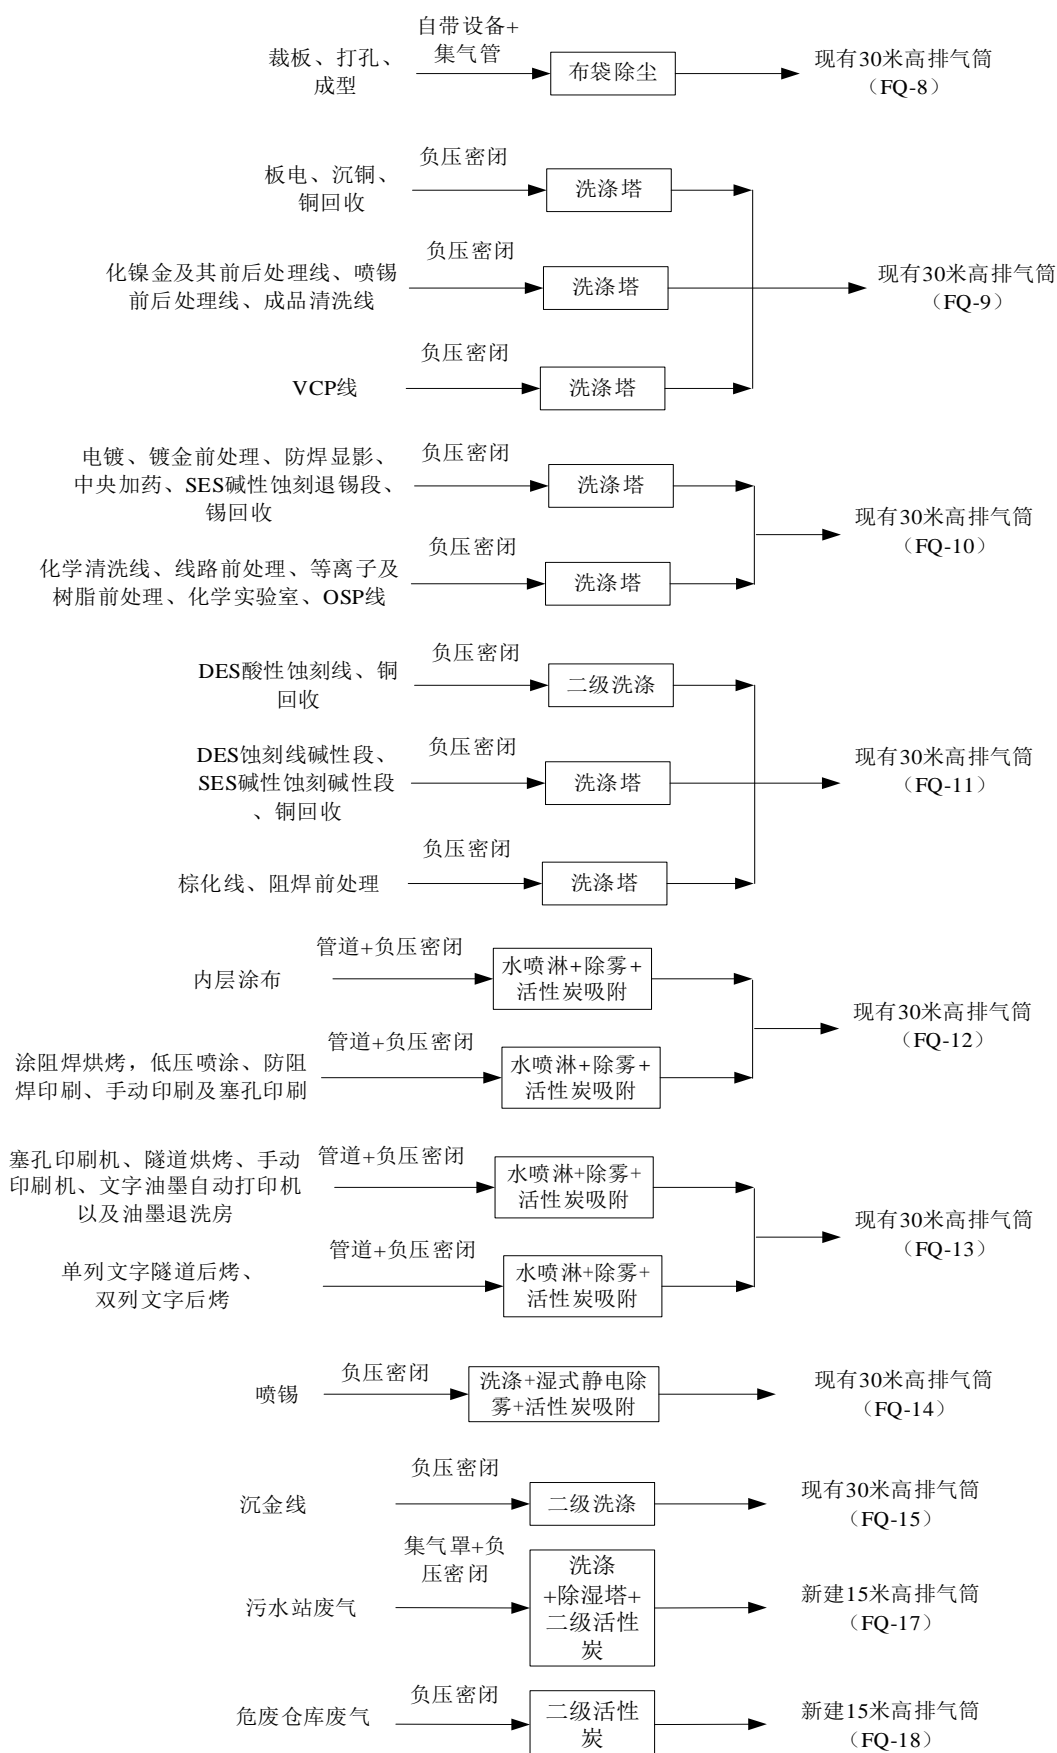 自带设备+
集气管
裁板、打孔、
成型
布袋除尘
现有30米高排气筒
（FQ-8）
负压密闭
板电、沉铜、
铜回收
洗涤塔
负压密闭
化镍金及其前后处理线、喷锡
前后处理线、成品清洗线
洗涤塔
现有30米高排气筒
（FQ-9）
负压密闭
VCP线
洗涤塔
负压密闭
电镀、镀金前处理、防焊显影、
中央加药、SES碱性蚀刻退锡段、
锡回收
洗涤塔
现有30米高排气筒
（FQ-10）
负压密闭
化学清洗线、线路前处理、等离子及
树脂前处理、化学实验室、OSP线
洗涤塔
负压密闭
DES酸性蚀刻线、铜
回收
二级洗涤
负压密闭
DES蚀刻线碱性段、
SES碱性蚀刻碱性段
、铜回收
洗涤塔
现有30米高排气筒
（FQ-11）
负压密闭
棕化线、阻焊前处理
洗涤塔
管道+负压密闭
内层涂布
水喷淋+除雾+
活性炭吸附
现有30米高排气筒
（FQ-12）
管道+负压密闭
涂阻焊烘烤，低压喷涂、防阻
焊印刷、手动印刷及塞孔印刷
水喷淋+除雾+
活性炭吸附
管道+负压密闭
塞孔印刷机、隧道烘烤、手动
印刷机、文字油墨自动打印机
以及油墨退洗房
水喷淋+除雾+
活性炭吸附
现有30米高排气筒
（FQ-13）
管道+负压密闭
单列文字隧道后烤、
双列文字后烤
水喷淋+除雾+
活性炭吸附
负压密闭
喷锡
洗涤+湿式静电除
雾+活性炭吸附
现有30米高排气筒
（FQ-14）
负压密闭
沉金线
二级洗涤
现有30米高排气筒
（FQ-15）
集气罩+负
压密闭
污水站废气
洗涤
+除湿塔+
二级活性
炭
新建15米高排气筒
（FQ-17）
负压密闭
危废仓库废气
二级活性
炭
新建15米高排气筒
（FQ-18）